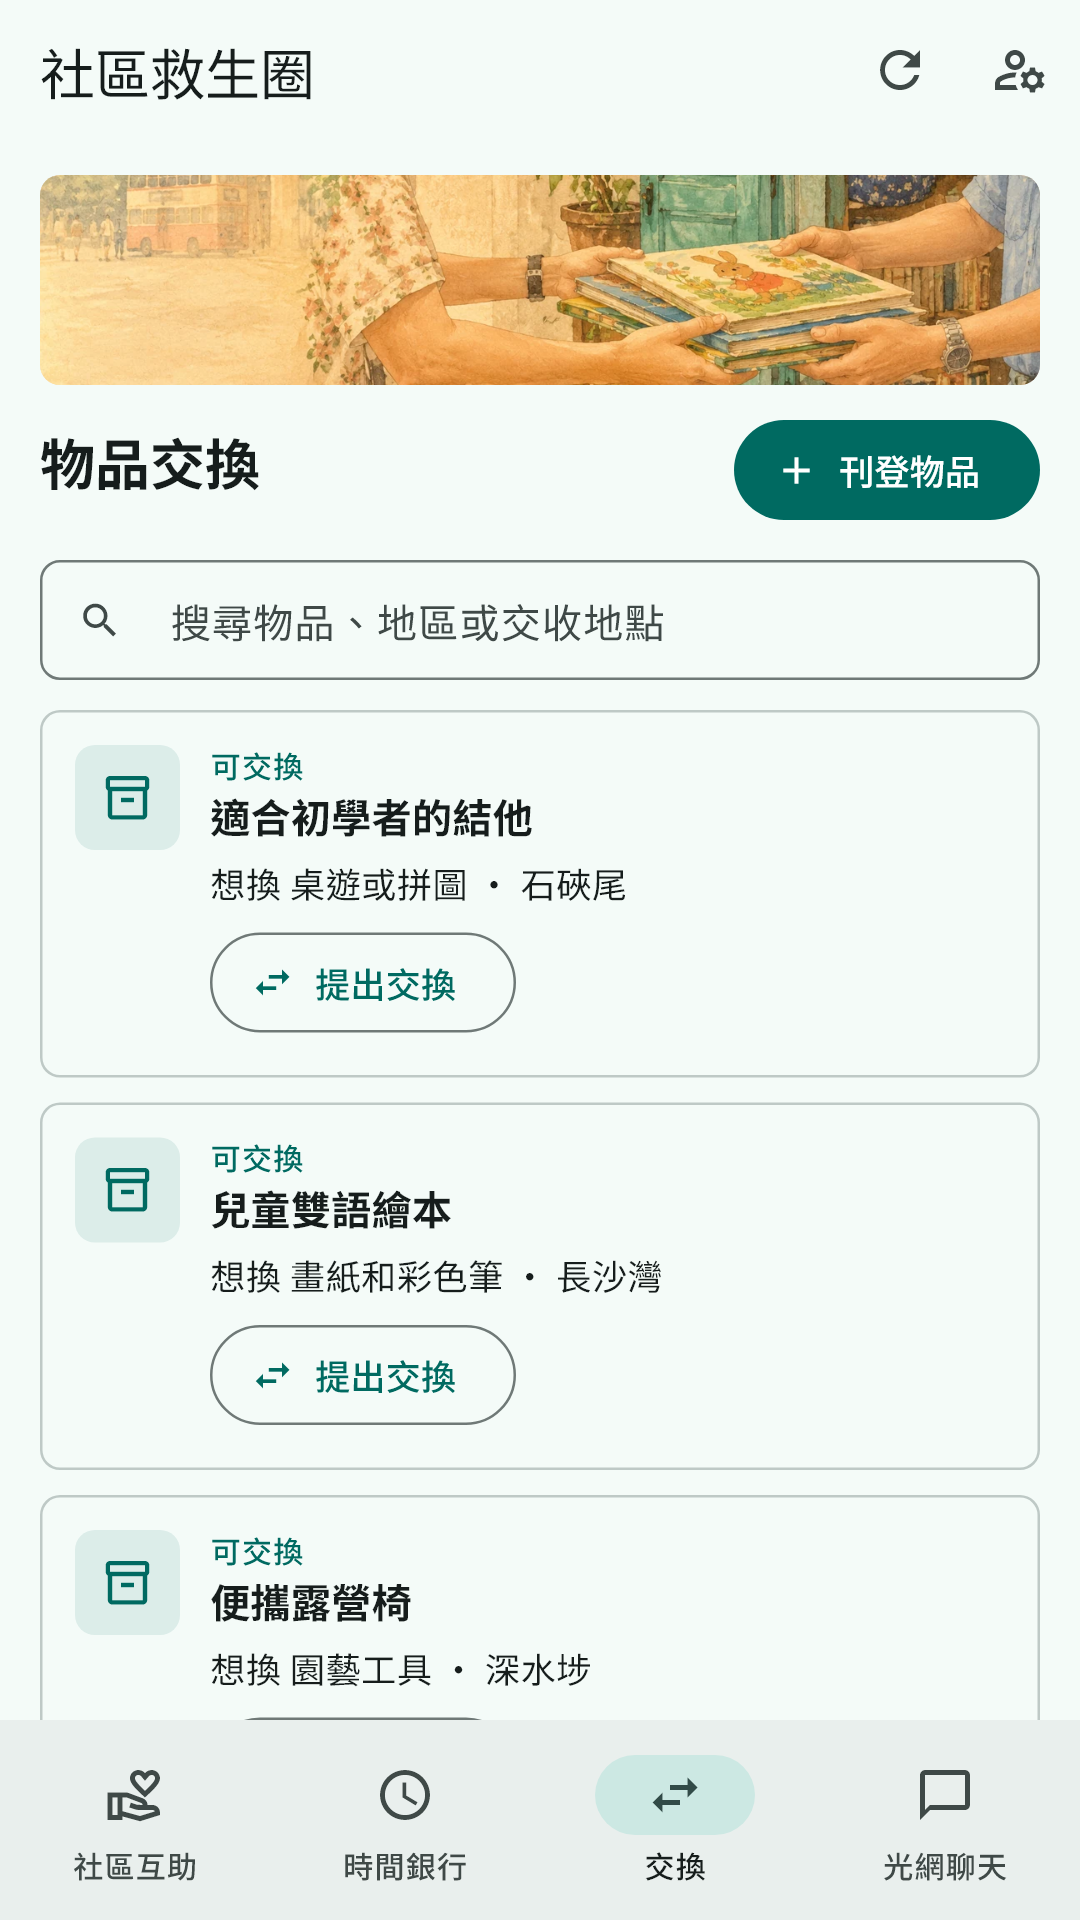 社區救生圈
物品交換
刊登物品
搜尋物品、地區或交收地點
可交換
適合初學者的結他
想換 桌遊或拼圖 • 石硤尾
提出交換
可交換
兒童雙語繪本
想換 畫紙和彩色筆 • 長沙灣
提出交換
可交換
便攜露營椅
想換 園藝工具 • 深水埗
社區互助
時間銀行
交換
光網聊天